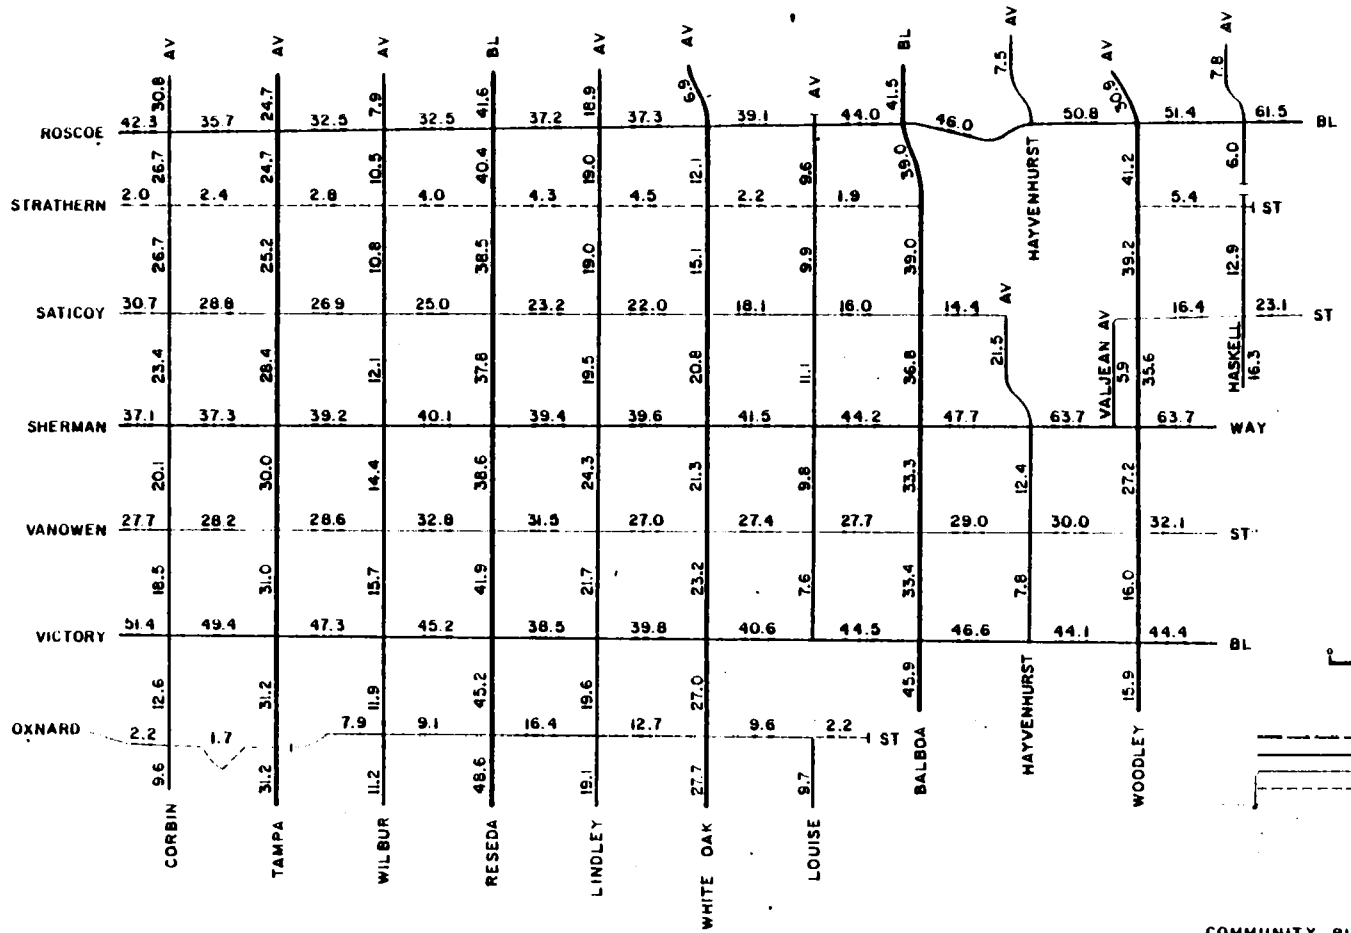 AV AV AV BL AV AV AV BL AV AV AV
30.8 24.7 7.9 41.6 18.9 6.9 41.5 7.5 50.9 7.8
ROSCOE 42.3 35.7 32.5 32.5 37.2 37.3 39.1 44.0 46.0 50.8 51.4 61.5 BL
26.7 24.7 10.5 40.4 19.0 12.1 9.6 39.0 HAYVENHURST 41.2 6.0
STRATHERN 2.0 2.4 2.8 4.0 4.3 4.5 2.2 1.9 5.4 ST
26.7 25.2 10.8 38.5 19.0 15.1 9.9 39.0 39.2 12.9
SATICOY 30.7 28.8 26.9 25.0 23.2 22.0 18.1 16.0 14.4 AV 16.4 23.1 ST
23.4 28.4 12.1 37.8 19.5 20.8 11.1 36.8 21.5 VALJEAN AV 5.9 35.6 HASKELL 16.3
SHERMAN 37.1 37.3 39.2 40.1 39.4 39.6 41.5 44.2 47.7 63.7 63.7 WAY
20.1 30.0 14.4 38.6 24.3 21.3 9.8 33.3 12.4 27.2
VANOWEN 27.7 28.2 28.6 32.8 31.5 27.0 27.4 27.7 29.0 30.0 32.1 ST
18.5 31.0 15.7 41.9 21.7 23.2 7.6 33.4 7.8 16.0
VICTORY 51.4 49.4 47.3 45.2 38.5 39.8 40.6 44.5 46.6 44.1 44.4 BL
12.6 31.2 11.9 45.2 19.6 27.0 45.9 15.9
OXNARD 2.2 1.7 7.9 9.1 16.4 12.7 9.6 2.2 ST
9.6 31.2 11.2 48.6 19.1 27.7 9.7
CORBIN TAMPA WILBUR RESEDA LINDLEY WHITE OAK LOUISE BALBOA HAYVENHURST WOODLEY
0
COMMUNITY